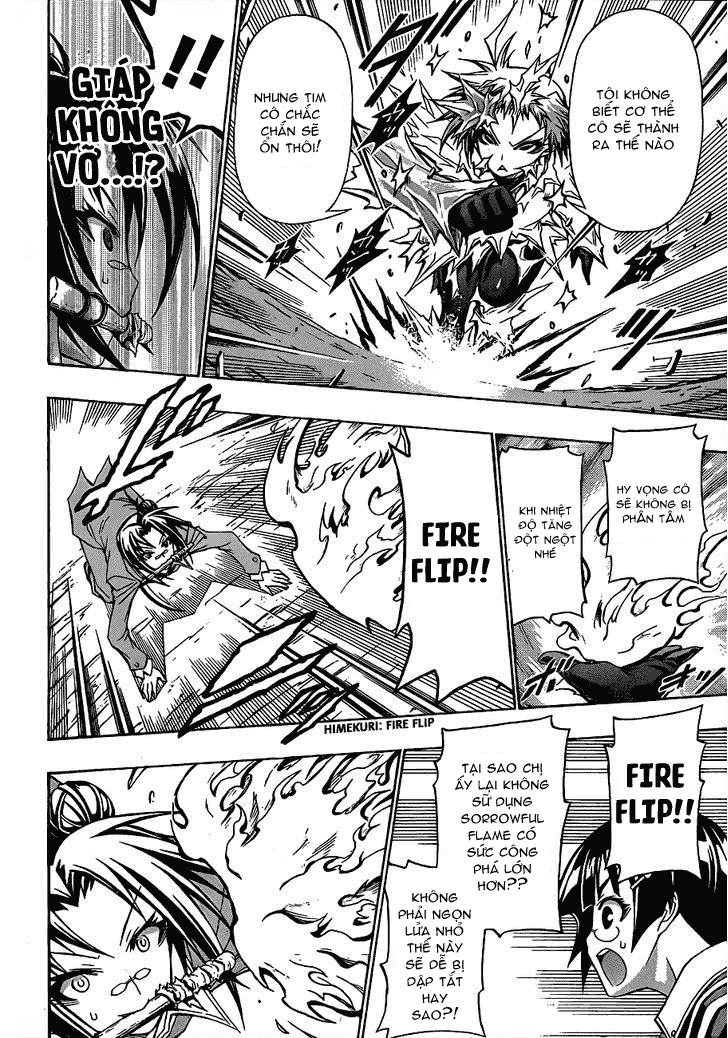 TÔI KHÔNG
BIẾT CƠ THỂ
CÔ SẼ THÀNH
RA THẾ NÀO
NHƯNG TIM
CÔ CHẮC
CHẮN SẼ
ỔN THÔI!
!!
GIÁP
KHÔNG
VỠ...!?
HY VỌNG CÔ
SẼ KHÔNG BỊ
PHÂN TÂM
KHI NHIỆT
ĐỘ TĂNG
ĐỘT NGỘT
NHÉ
FIRE
FLIP!!
HIMEKURI: FIRE FLIP
FIRE
FLIP!!
TẠI SAO CHỊ
ẤY LẠI KHÔNG
SỬ DỤNG
SORROWFUL
FLAME CÓ
SỨC CÔNG
PHÁ LỚN
HƠN??
KHÔNG
PHẢI NGỌN
LỬA NHỎ
THẾ NÀY
SẼ DỄ BỊ
DẬP TẮT
HAY
SAO?!